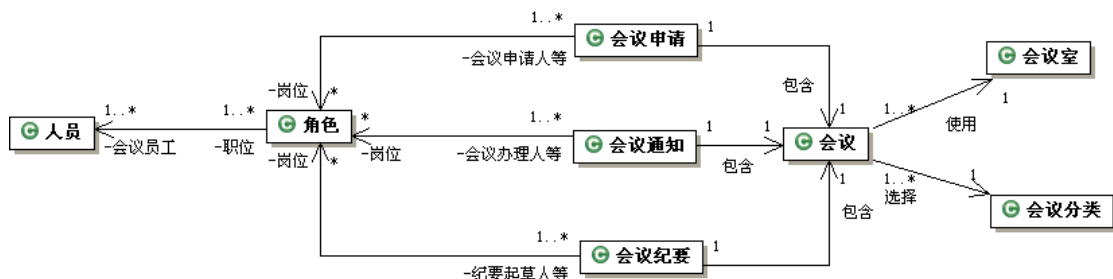 1..*
C 会议申请
1
-会议申请人等
C 会议室
-岗位
包含
1..*
1
*
*
1
使用
1..*
1..*
1..*
C 人员
C 角色
C 会议通知
1
1
C 会议
-会议员工
-职位
-岗位
-会议办理人等
包含
1..*
1
-岗位
*
选择
1
C 会议分类
包含
1..*
C 会议纪要
1
-纪要起草人等